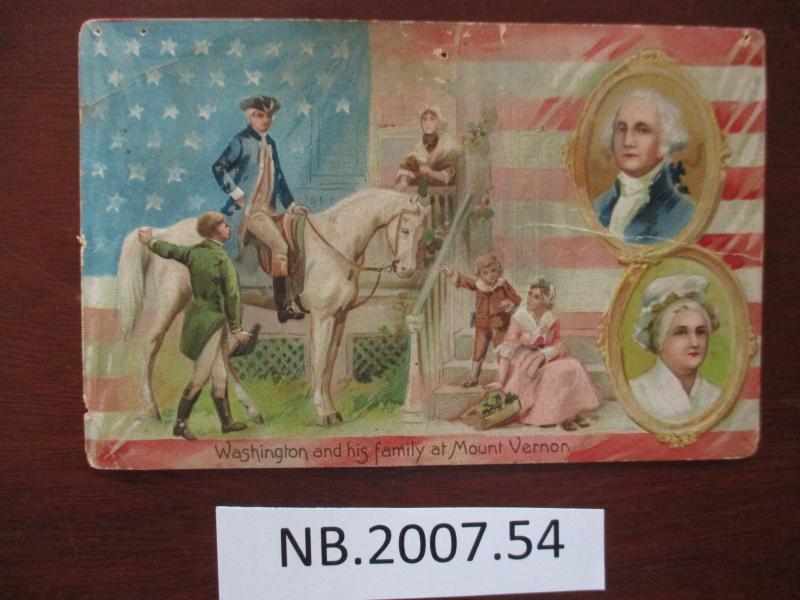 Washington and his family at Mount Vernon
NB.2007.54